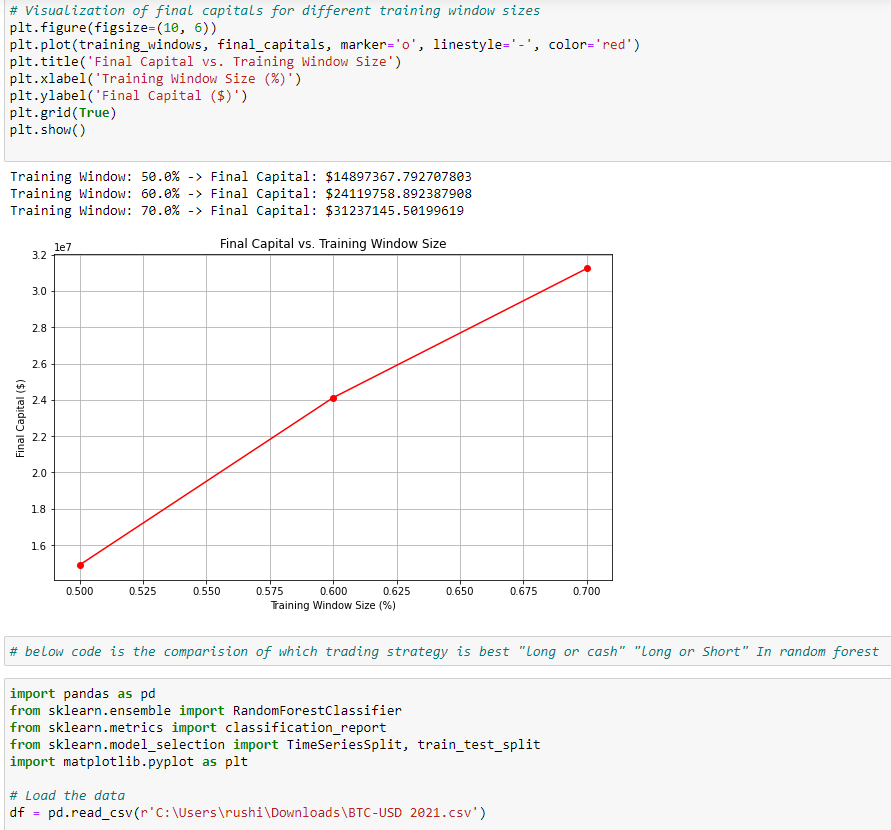 # Visualization of final capitals for different training window sizes
plt.figure(figsize=(10, 6))
plt.plot(training_windows, final_capitals, marker='o', linestyle='-', color='red')
plt.title('Final Capital vs. Training Window Size')
plt.xlabel('Training Window Size (%)')
plt.ylabel('Final Capital ($)')
plt.grid(True)
plt.show()
Training Window: 50.0% -> Final Capital: $14897367.792707803
Training Window: 60.0% -> Final Capital: $24119758.892387908
Training Window: 70.0% -> Final Capital: $31237145.50199619
Final Capital vs. Training Window Size
1e7
3.2
3.0
2.8
2.6
2.4
2.2
2.0
1.8
1.6
Final Capital ($)
0.500 0.525 0.550 0.575 0.600 0.625 0.650 0.675 0.700
Training Window Size (%)
# below code is the comparision of which trading strategy is best "long or cash" "long or Short" In random forest
import pandas as pd
from sklearn.ensemble import RandomForestClassifier
from sklearn.metrics import classification_report
from sklearn.model_selection import TimeSeriesSplit, train_test_split
import matplotlib.pyplot as plt
# Load the data
df = pd.read_csv(r'C:\Users\rushi\Downloads\BTC-USD 2021.csv')